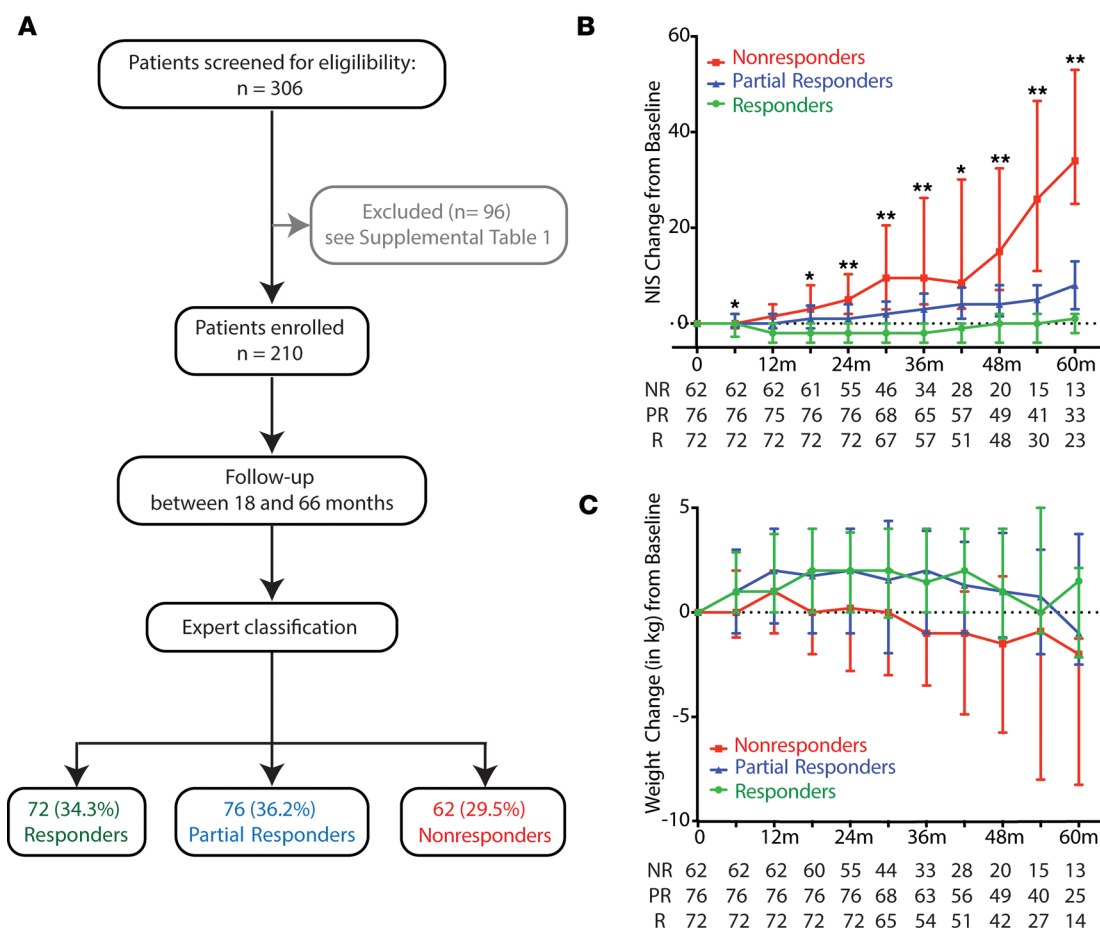 A
Patients screened for eligilibility:
n = 306
Excluded (n= 96)
see Supplemental Table 1
Patients enrolled
n = 210
Follow-up
between 18 and 66 months
Expert classification
72 (34.3%)
Responders
76 (36.2%)
Partial Responders
62 (29.5%)
Nonresponders
B
NIS Change from Baseline
60
40
20
0
Nonresponders
Partial Responders
Responders
* * ** ** ** * ** ** **
0 12m 24m 36m 48m 60m
NR 62 62 62 61 55 46 34 28 20 15 13
PR 76 76 75 76 76 68 65 57 49 41 33
R 72 72 72 72 72 67 57 51 48 30 23
C
Weight Change (in kg) from Baseline
5
0
-5
-10
Nonresponders
Partial Responders
Responders
0 12m 24m 36m 48m 60m
NR 62 62 62 60 55 44 33 28 20 15 13
PR 76 76 76 76 76 68 63 56 49 40 25
R 72 72 72 72 72 65 54 51 42 27 14